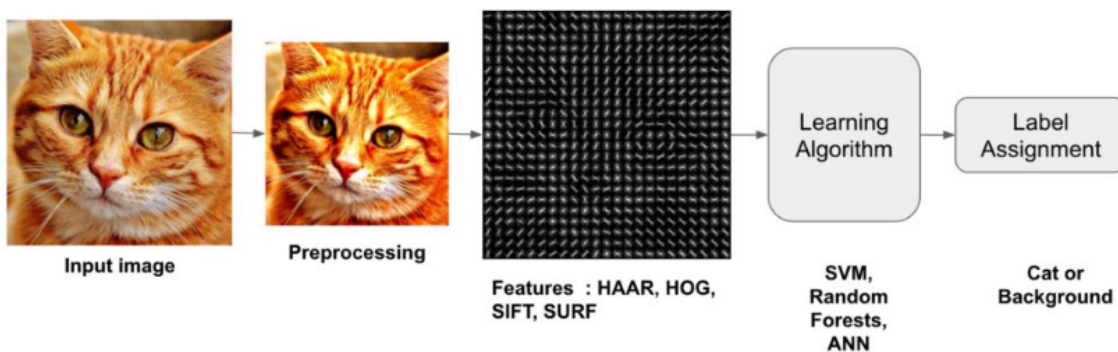 Input image
Preprocessing
Features : HAAR, HOG,
SIFT, SURF
Learning
Algorithm
SVM,
Random
Forests,
ANN
Label
Assignment
Cat or
Background